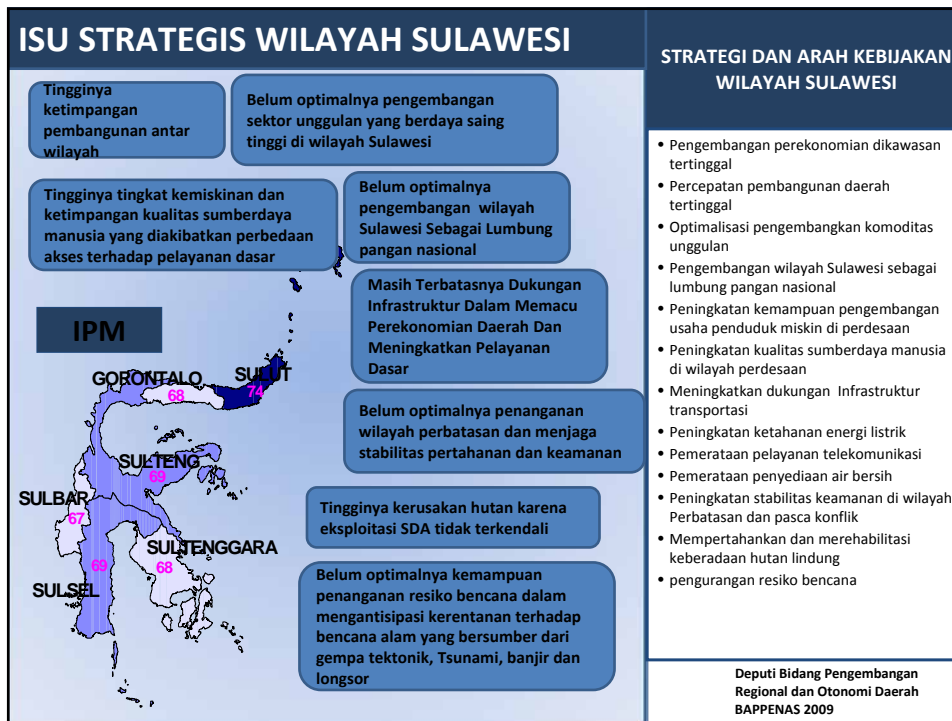 ISU STRATEGIS WILAYAH SULAWESI
Tingginya
ketimpangan
pembangunan antar
wilayah
Belum optimalnya pengembangan
sektor unggulan yang berdaya saing
tinggi di wilayah Sulawesi
Tingginya tingkat kemiskinan dan
ketimpangan kualitas sumberdaya
manusia yang diakibatkan perbedaan
akses terhadap pelayanan dasar
Belum optimalnya
pengembangan wilayah
Sulawesi Sebagai Lumbung
pangan nasional
Masih Terbatasnya Dukungan
Infrastruktur Dalam Memacu
Perekonomian Daerah Dan
Meningkatkan Pelayanan
Dasar
IPM
GORONTALO
68
SULUT
74
Belum optimalnya penanganan
wilayah perbatasan dan menjaga
stabilitas pertahanan dan keamanan
SULTENG
69
SULBAR
67
SULTENGGARA
68
SULSEL
69
Tingginya kerusakan hutan karena
eksploitasi SDA tidak terkendali
Belum optimalnya kemampuan
penanganan resiko bencana dalam
mengantisipasi kerentanan terhadap
bencana alam yang bersumber dari
gempa tektonik, Tsunami, banjir dan
longsor
STRATEGI DAN ARAH KEBIJAKAN
WILAYAH SULAWESI
• Pengembangan perekonomian dikawasan
tertinggal
• Percepatan pembangunan daerah
tertinggal
• Optimalisasi pengembangkan komoditas
unggulan
• Pengembangan wilayah Sulawesi sebagai
lumbung pangan nasional
• Peningkatan kemampuan pengembangan
usaha penduduk miskin di perdesaan
• Peningkatan kualitas sumberdaya manusia
di wilayah perdesaan
• Meningkatkan dukungan Infrastruktur
transportasi
• Peningkatan ketahanan energi listrik
• Pemerataan pelayanan telekomunikasi
• Pemerataan penyediaan air bersih
• Peningkatan stabilitas keamanan di wilayah
Perbatasan dan pasca konflik
• Mempertahankan dan merehabilitasi
keberadaan hutan lindung
• pengurangan resiko bencana
Deputi Bidang Pengembangan
Regional dan Otonomi Daerah
BAPPENAS 2009